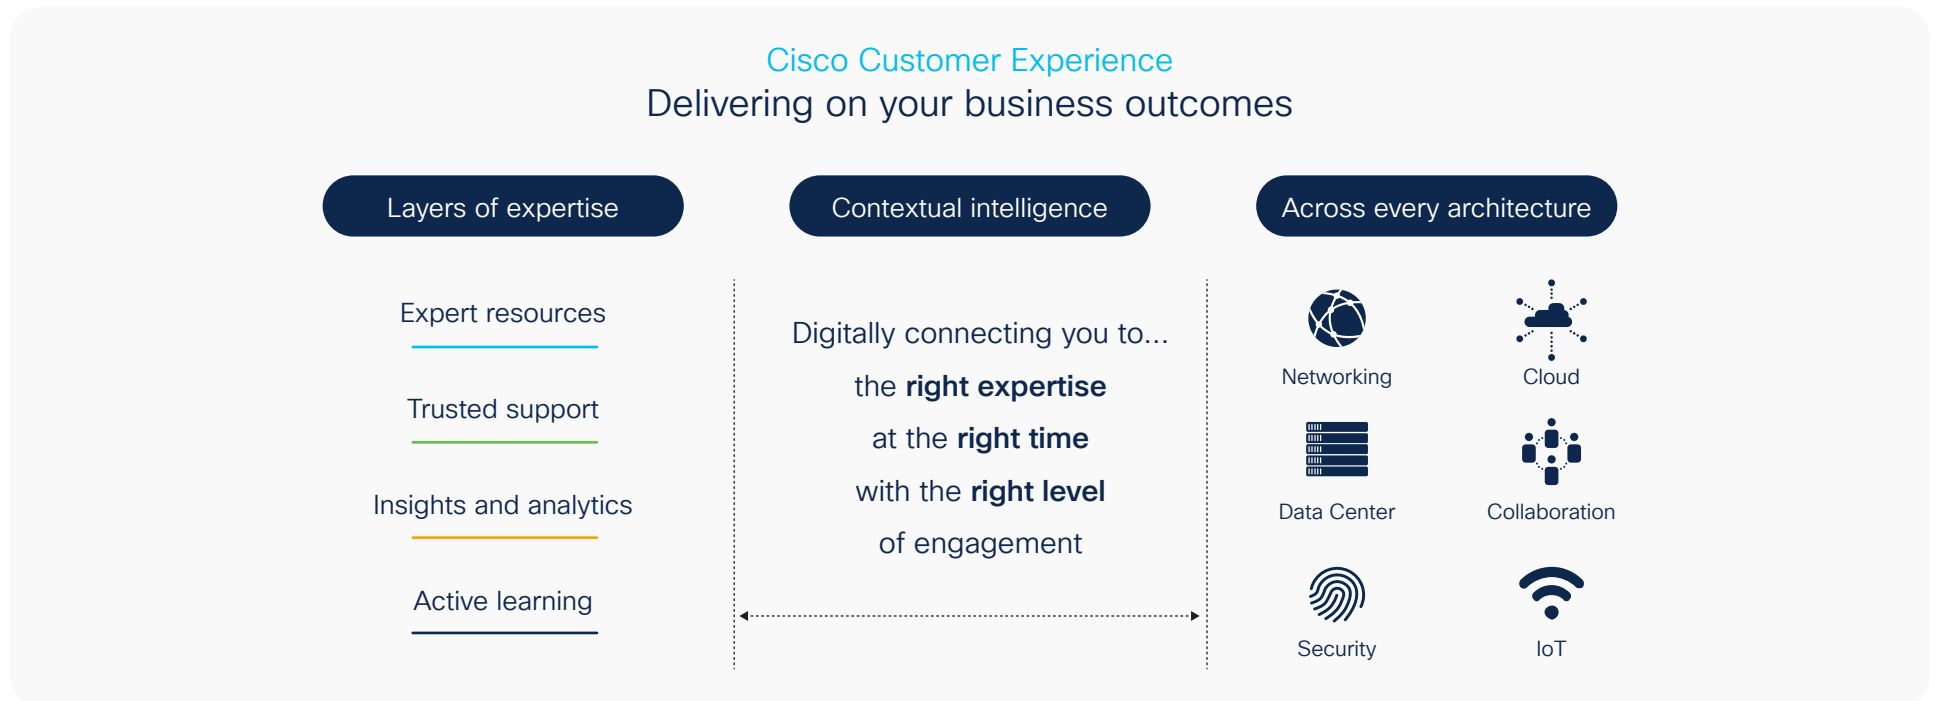 Cisco Customer Experience
Delivering on your business outcomes
Layers of expertise
Expert resources
Trusted support
Insights and analytics
Active learning
Contextual intelligence
Digitally connecting you to...
the right expertise
at the right time
with the right level
of engagement
Across every architecture
Networking
Cloud
Data Center
Collaboration
Security
IoT